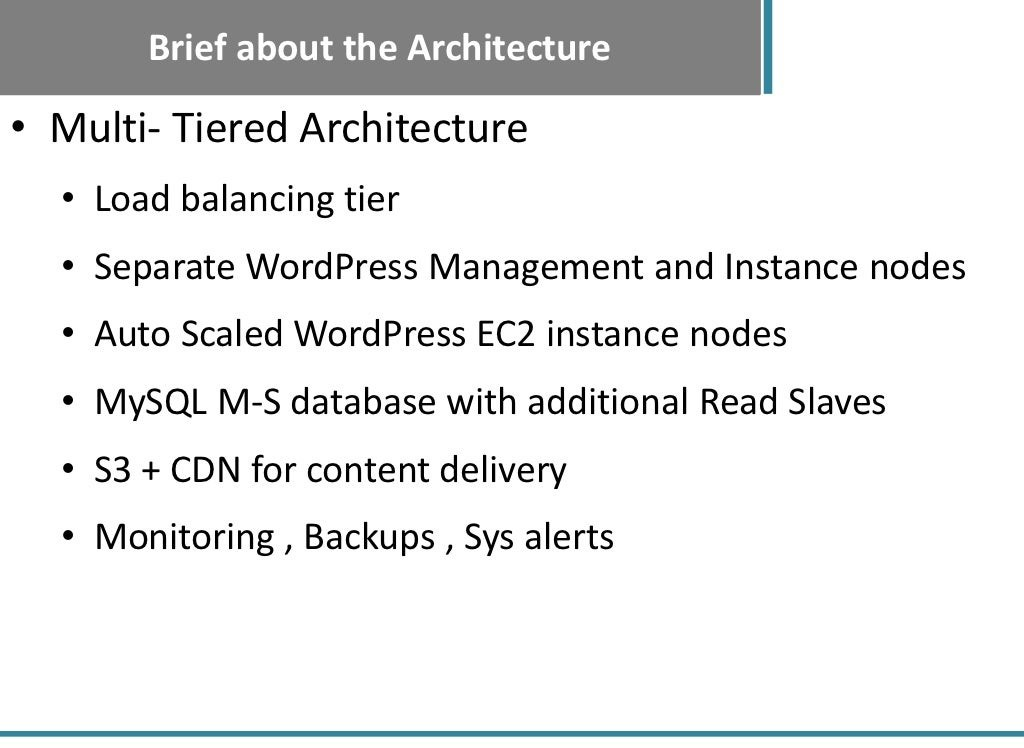 Brief about the Architecture
• Multi- Tiered Architecture
• Load balancing tier
• Separate WordPress Management and Instance nodes
• Auto Scaled WordPress EC2 instance nodes
• MySQL M-S database with additional Read Slaves
• S3 + CDN for content delivery
• Monitoring , Backups , Sys alerts